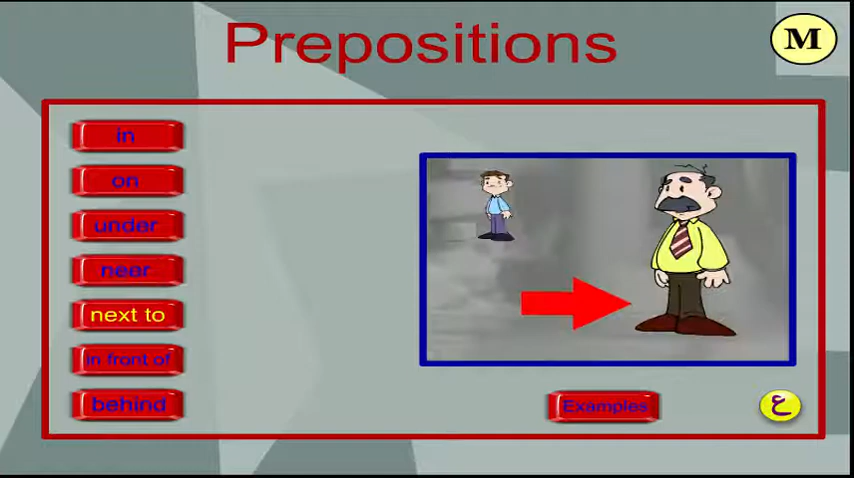 Prepositions
M
in
on
under
near
next to
in front of
behind
Examples
ع